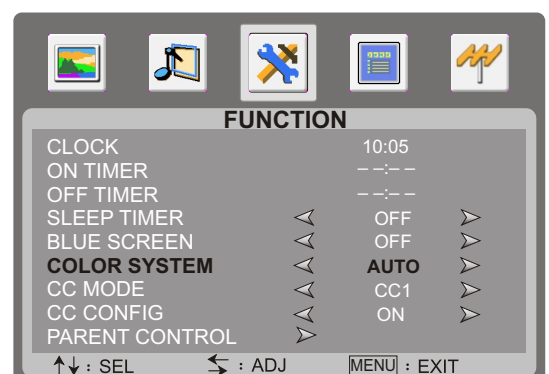 FUNCTION
CLOCK 10:05
ON TIMER – –:– –
OFF TIMER – –:– –
SLEEP TIMER OFF
BLUE SCREEN OFF
COLOR SYSTEM AUTO
CC MODE CC1
CC CONFIG ON
PARENT CONTROL
: SEL : ADJ MENU : EXIT